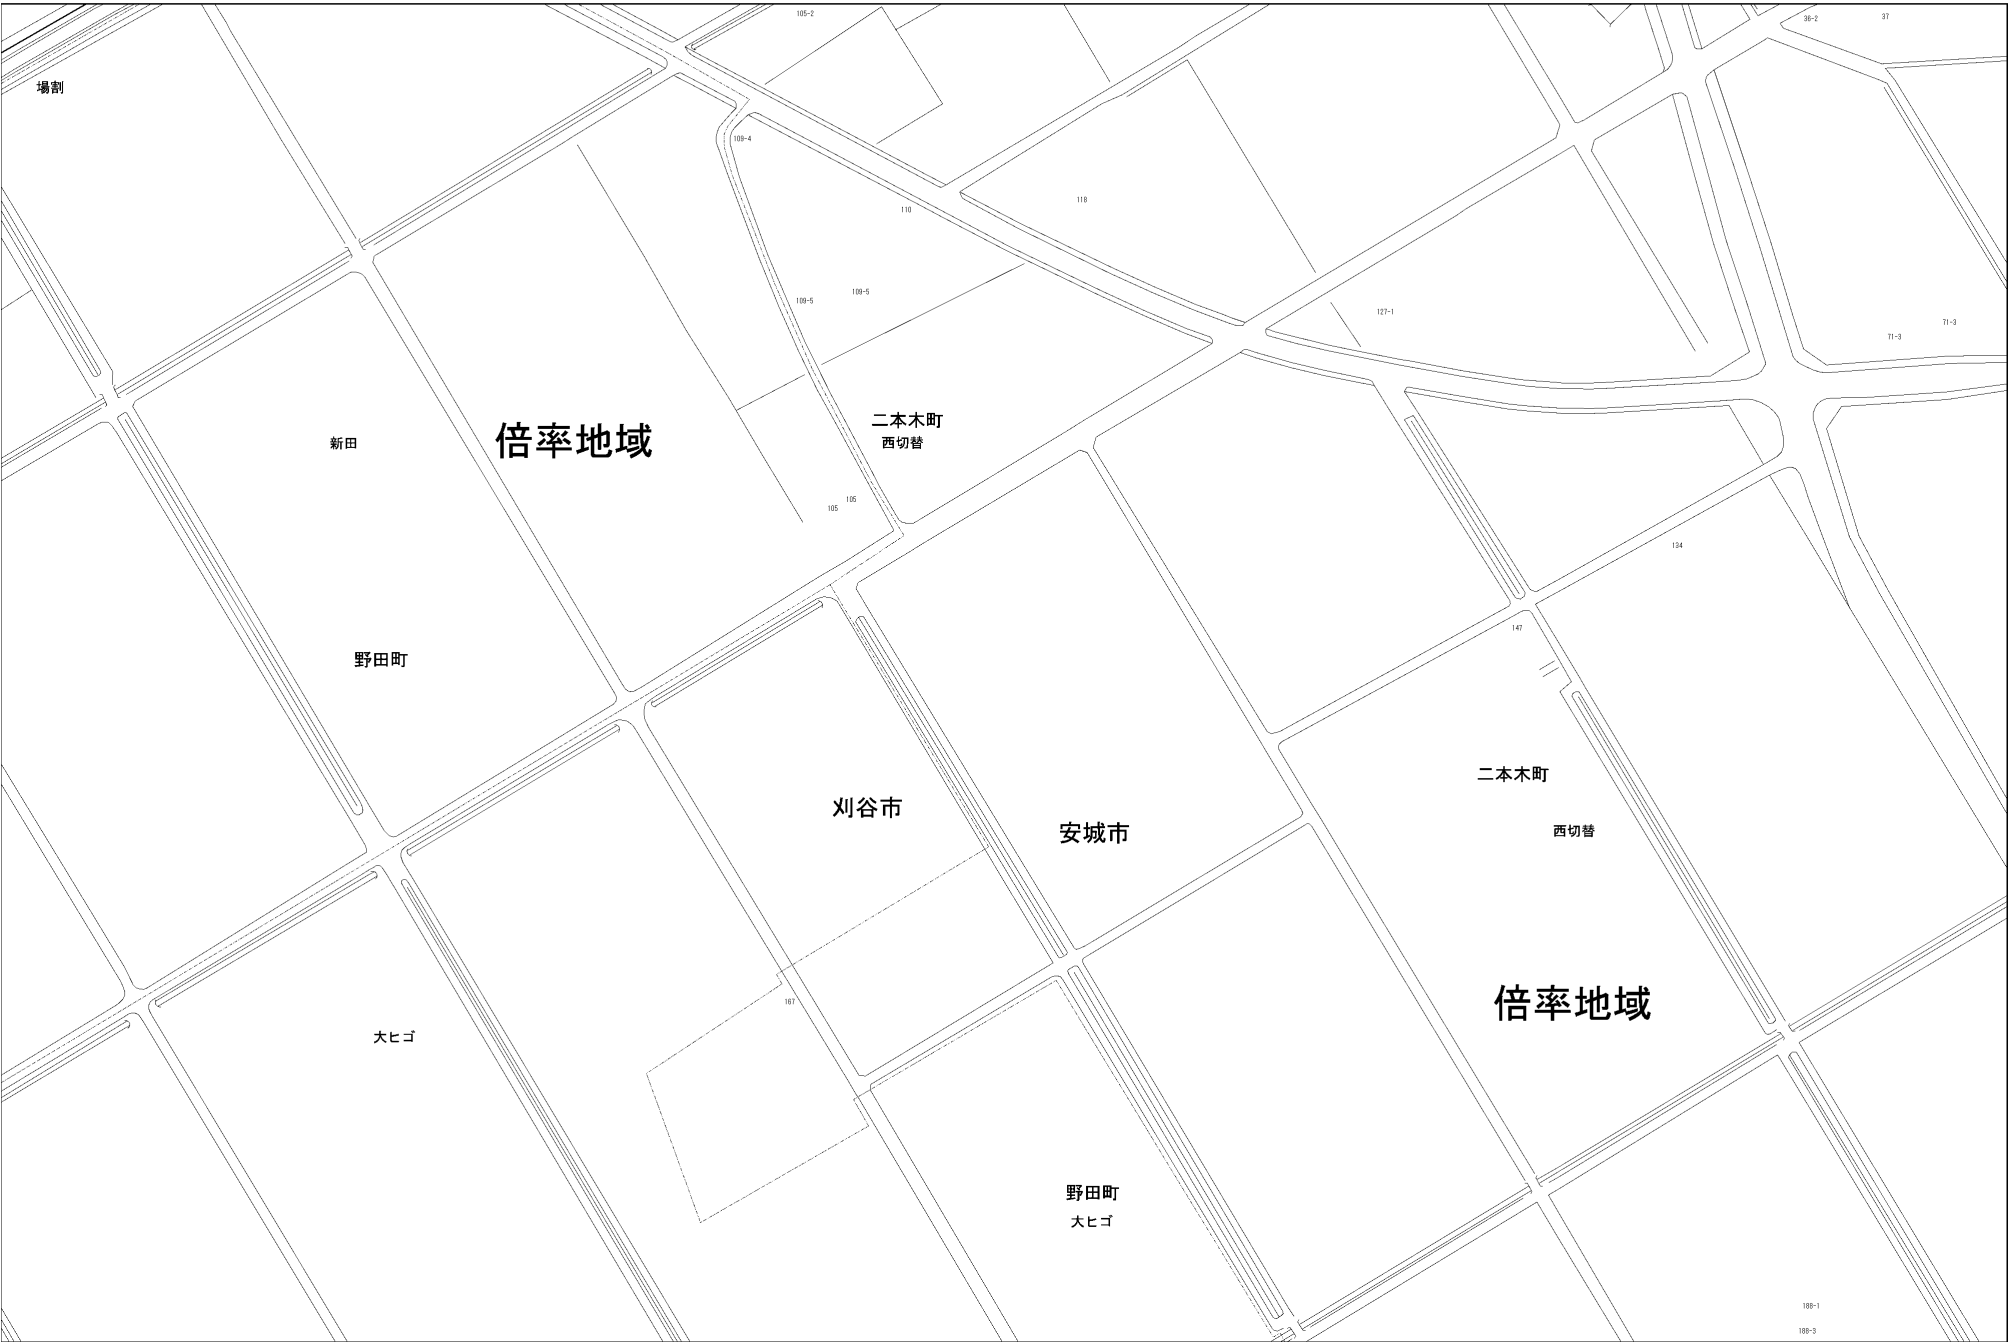 105-2
36-2
37
場割
109-4
118
110
109-5
109-5
127-1
71-3
71-3
二本木町
西切替
新田
倍率地域
105
105
134
147
野田町
二本木町
刈谷市
安城市
西切替
167
倍率地域
大ヒゴ
野田町
大ヒゴ
188-1
188-3